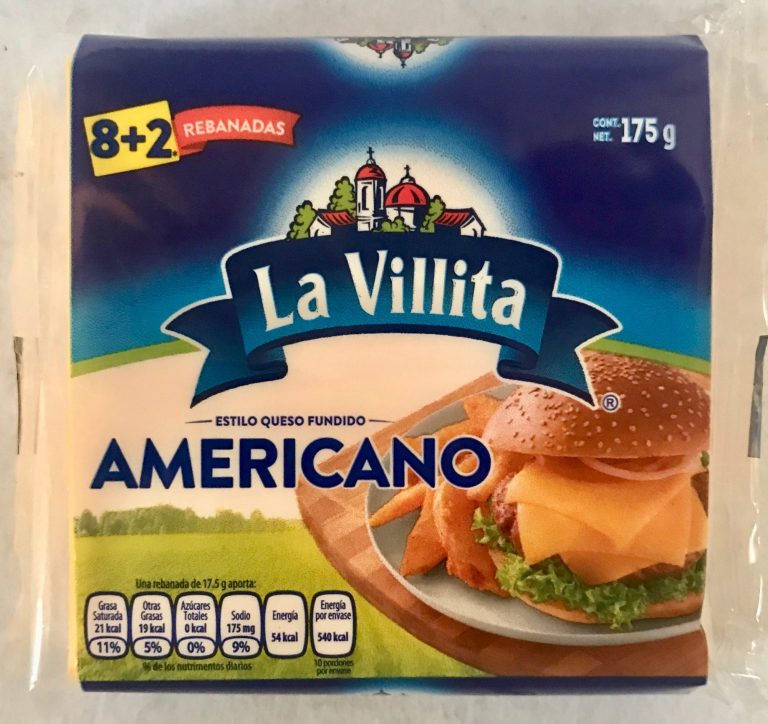 8+2 REBANADAS
CONT. NET. 175 g
La Villita
®
ESTILO QUESO FUNDIDO
AMERICANO
Una rebanada de 17.5 g aporta:
Grasa Saturada 21 kcal 11%
Otras Grasas 19 kcal 5%
Azúcares Totales 0 kcal 0%
Sodio 175 mg 9%
Energía 54 kcal
Energía por envase 540 kcal
% de los nutrimentos diarios
10 porciones por envase